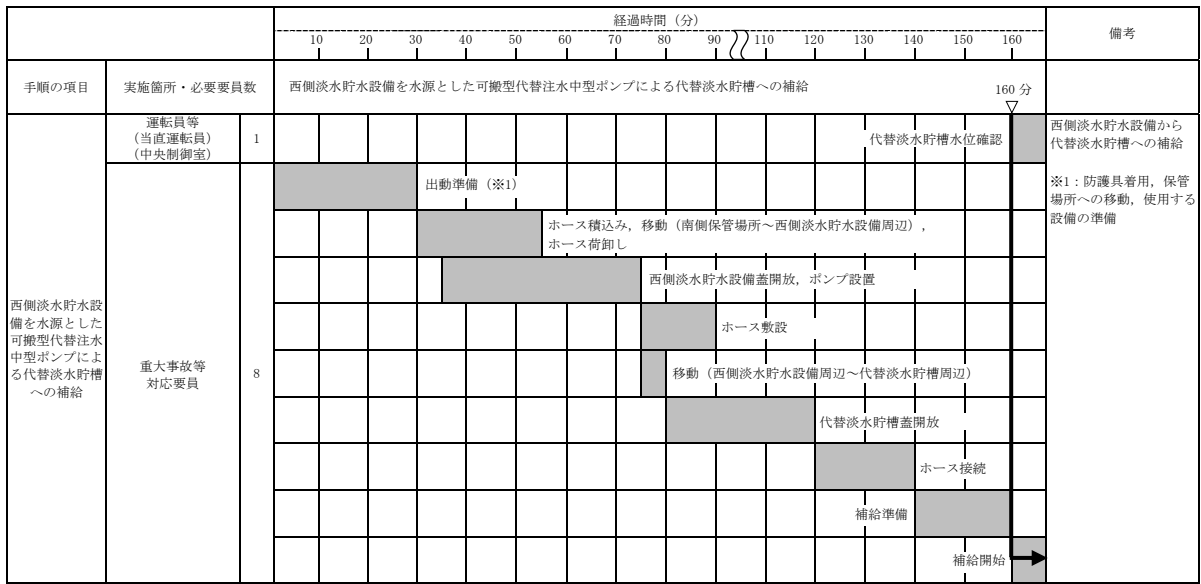 経過時間（分）
備考
10 20 30 40 50 60 70 80 90 110 120 130 140 150 160
手順の項目
実施箇所・必要要員数
西側淡水貯水設備を水源とした可搬型代替注水中型ポンプによる代替淡水貯槽への補給
160 分
運転員等
（当直運転員）
（中央制御室）
1
代替淡水貯槽水位確認
西側淡水貯水設備から
代替淡水貯槽への補給
※1：防護具着用，保管
場所への移動，使用する
設備の準備
西側淡水貯水設
備を水源とした
可搬型代替注水
中型ポンプによ
る代替淡水貯槽
への補給
重大事故等
対応要員
8
出動準備（※1）
ホース積込み，移動（南側保管場所～西側淡水貯水設備周辺），
ホース荷卸し
西側淡水貯水設備蓋開放，ポンプ設置
ホース敷設
移動（西側淡水貯水設備周辺～代替淡水貯槽周辺）
代替淡水貯槽蓋開放
ホース接続
補給準備
補給開始